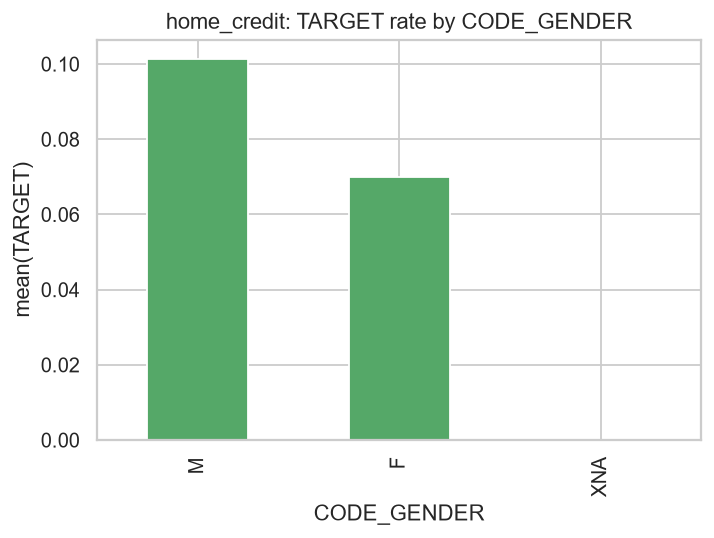 home_credit: TARGET rate by CODE_GENDER
mean(TARGET)
0.10
0.08
0.06
0.04
0.02
0.00
M
F
XNA
CODE_GENDER